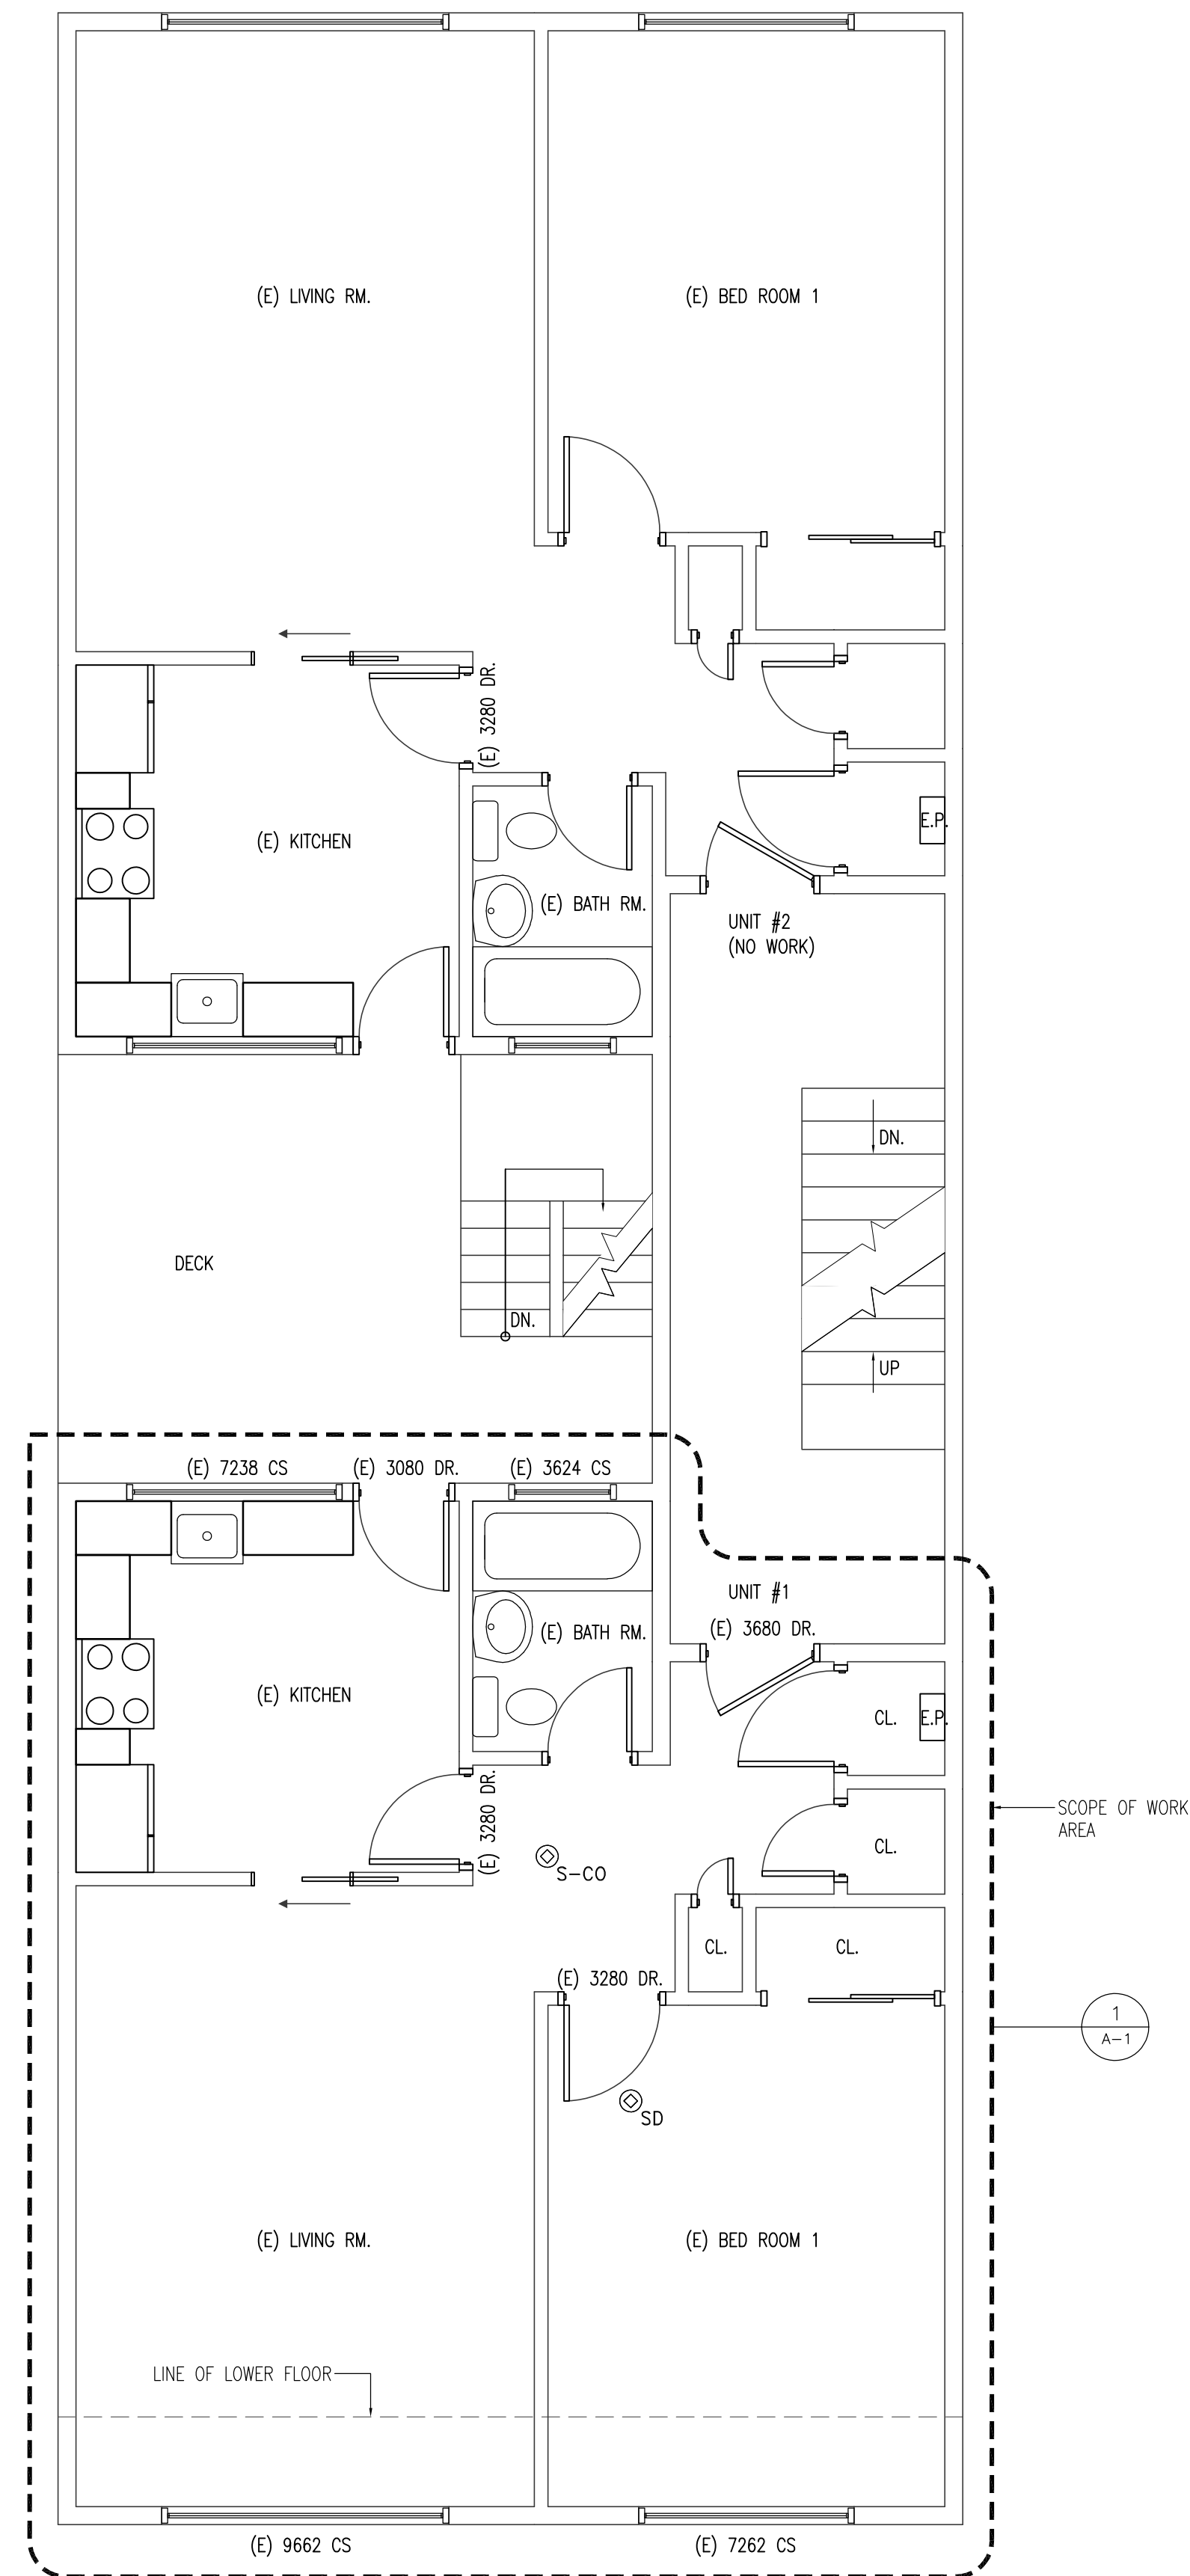 (E) LIVING RM.
(E) BED ROOM 1
(E) 3280 DR.
(E) KITCHEN
E.P.
(E) BATH RM.
UNIT #2
(NO WORK)
DN.
DECK
DN.
UP
(E) 7238 CS
(E) 3080 DR.
(E) 3624 CS
UNIT #1
(E) 3680 DR.
(E) BATH RM.
(E) KITCHEN
CL.
E.P.
(E) 3280 DR.
SCOPE OF WORK
AREA
CL.
S-CO
CL.
CL.
(E) 3280 DR.
1
A-1
SD
(E) LIVING RM.
(E) BED ROOM 1
LINE OF LOWER FLOOR
(E) 9662 CS
(E) 7262 CS